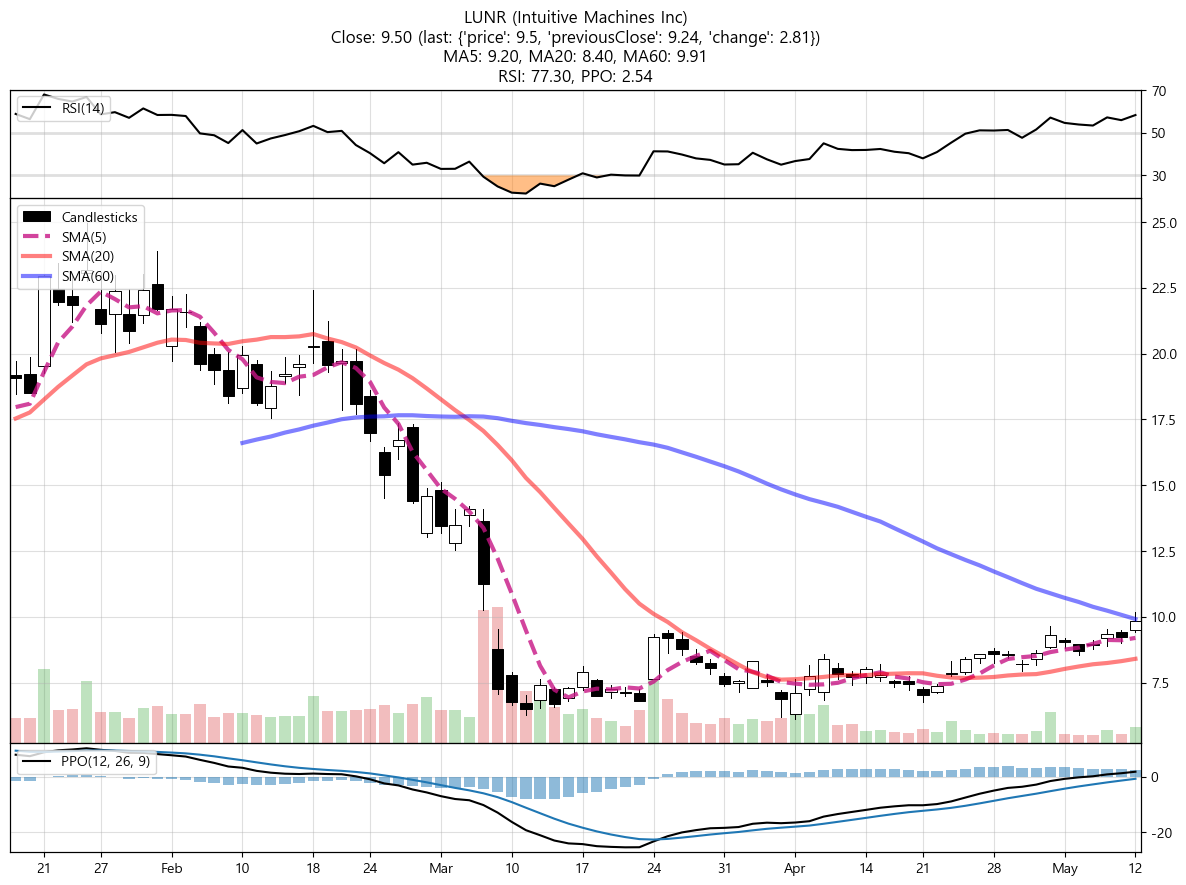 LUNR (Intuitive Machines Inc)
Close: 9.50 (last: {'price': 9.5, 'previousClose': 9.24, 'change': 2.81})
MA5: 9.20, MA20: 8.40, MA60: 9.91
RSI: 77.30, PPO: 2.54
RSI(14)
70
50
30
Candlesticks
SMA(5)
SMA(20)
SMA(60)
25.0
22.5
20.0
17.5
15.0
12.5
10.0
7.5
PPO(12, 26, 9)
0
-20
21 27 Feb 10 18 24 Mar 10 17 24 31 Apr 14 21 28 May 12